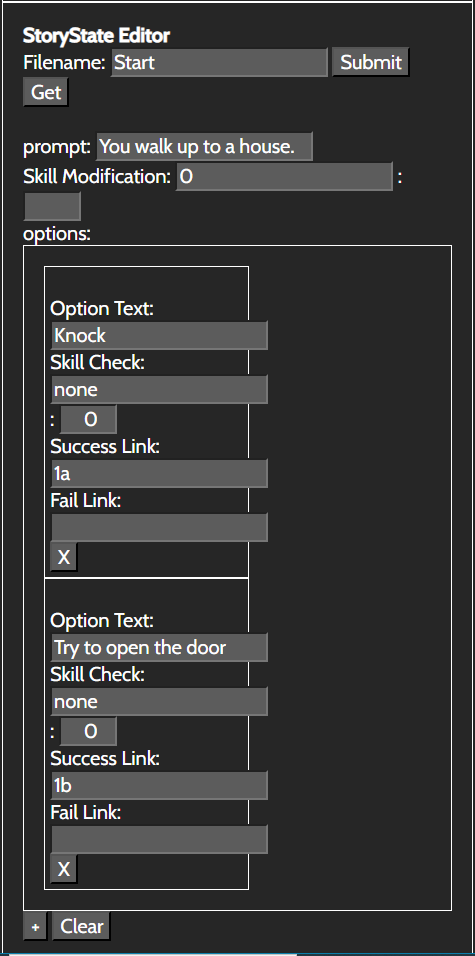 StoryState Editor
Filename: Start Submit
Get
prompt: You walk up to a house.
Skill Modification: 0 :
options:
Option Text:
Knock
Skill Check:
none
: 0
Success Link:
1a
Fail Link:
X
Option Text:
Try to open the door
Skill Check:
none
: 0
Success Link:
1b
Fail Link:
X
+ Clear